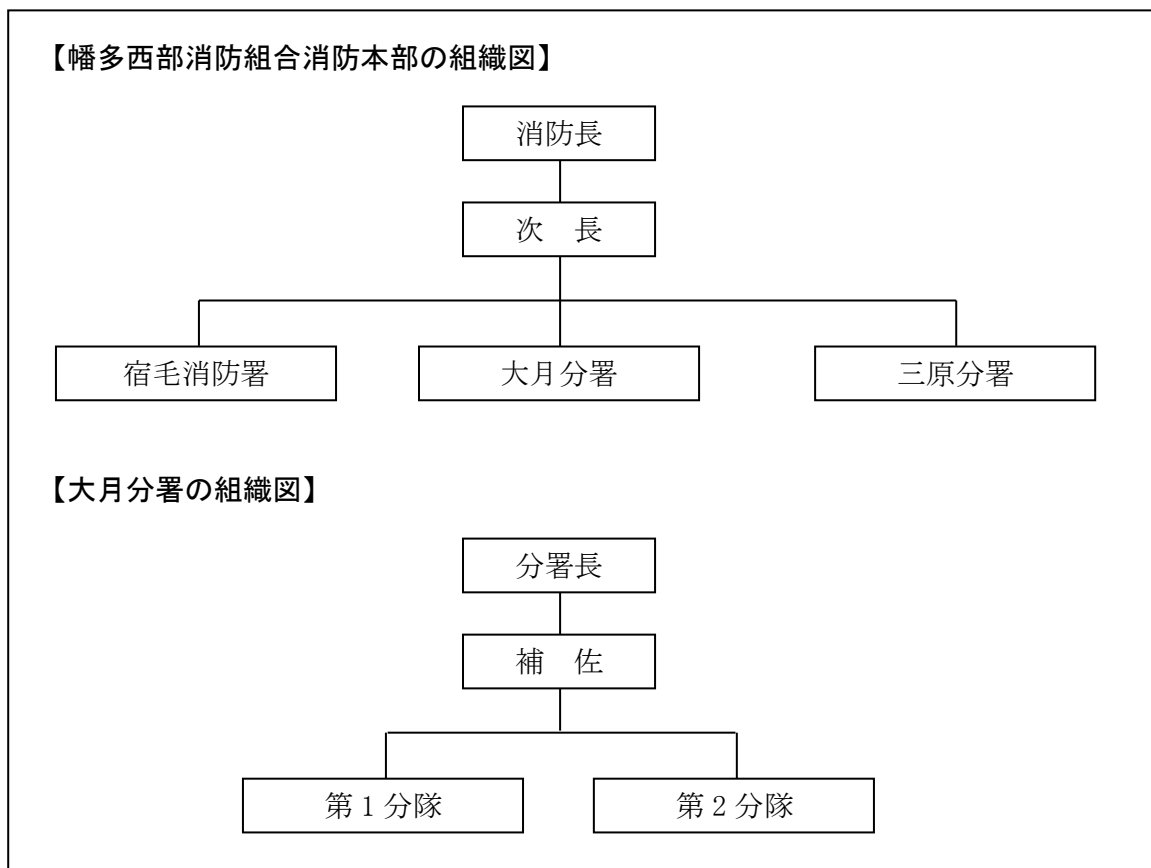 【幡多西部消防組合消防本部の組織図】
消防長
次　長
宿毛消防署　大月分署　三原分署
【大月分署の組織図】
分署長
補　佐
第１分隊　第２分隊